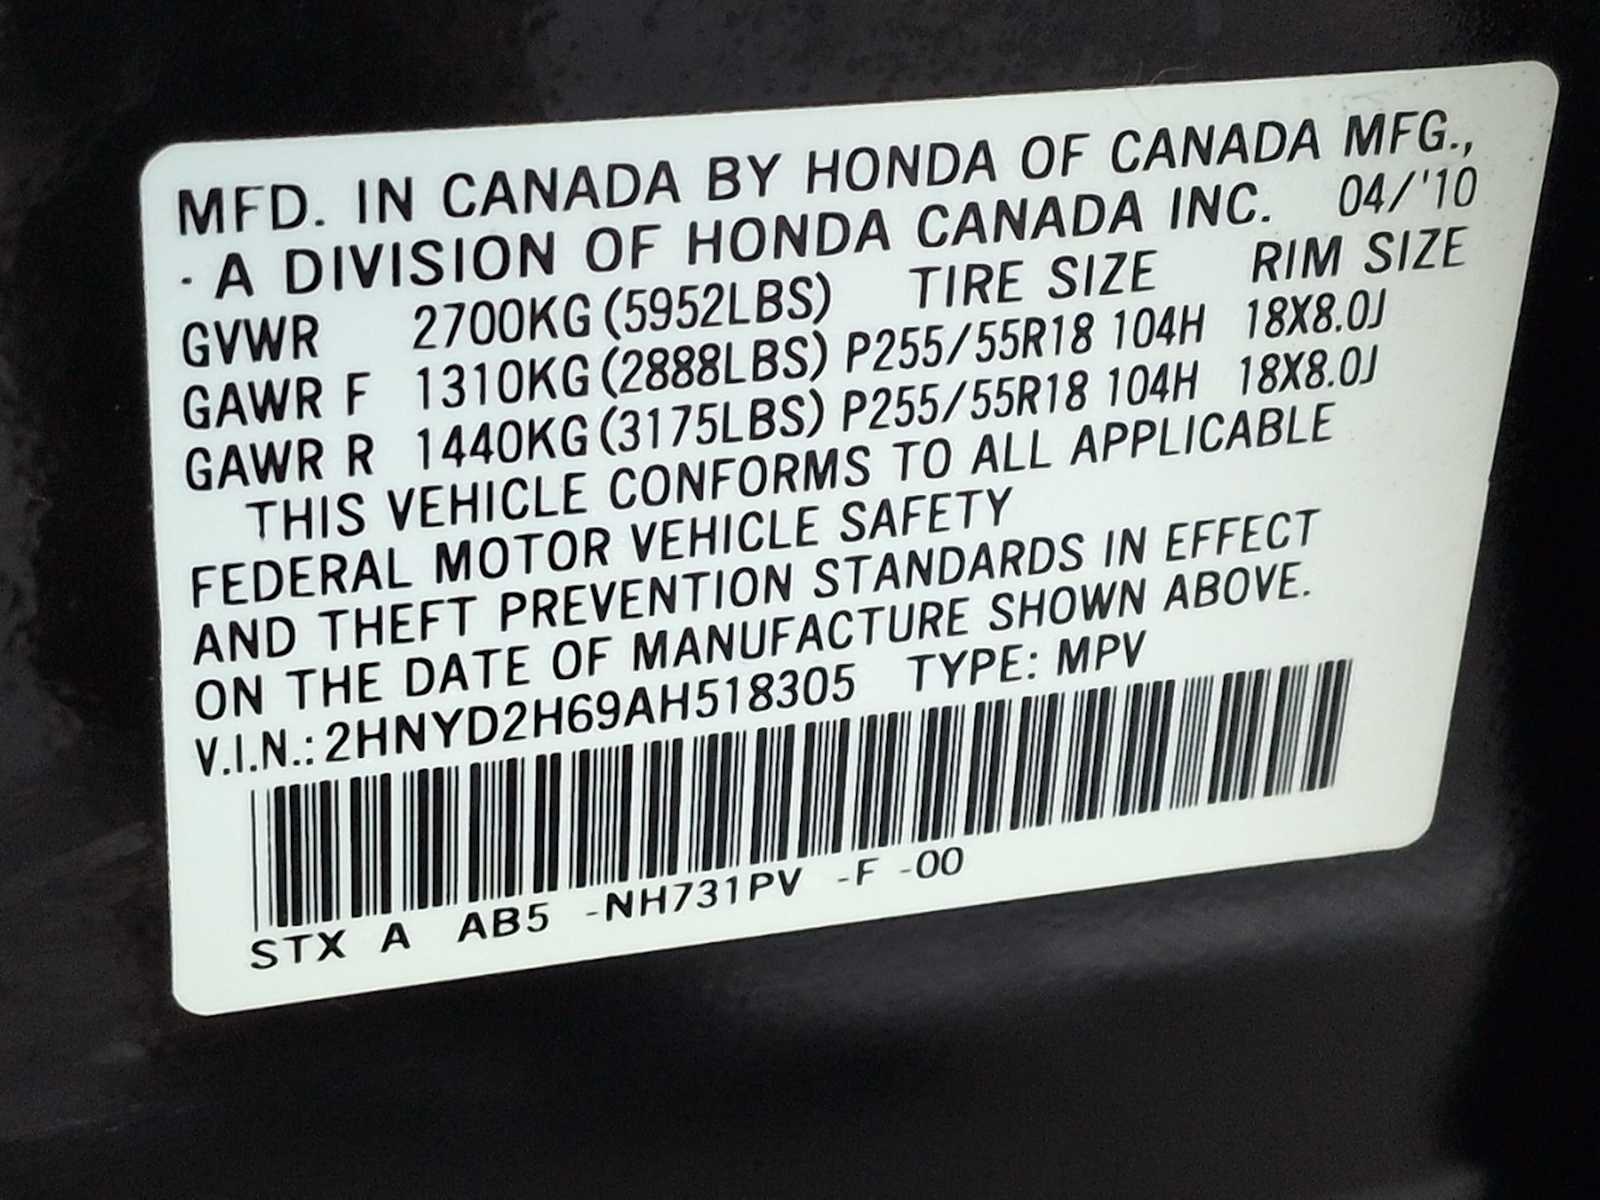 MFD. IN CANADA BY HONDA OF CANADA MFG.,
· A DIVISION OF HONDA CANADA INC. 04/'10
GVWR 2700KG (5952LBS) TIRE SIZE RIM SIZE
GAWR F 1310KG (2888LBS) P255/55R18 104H 18X8.0J
GAWR R 1440KG (3175LBS) P255/55R18 104H 18X8.0J
THIS VEHICLE CONFORMS TO ALL APPLICABLE
FEDERAL MOTOR VEHICLE SAFETY
AND THEFT PREVENTION STANDARDS IN EFFECT
ON THE DATE OF MANUFACTURE SHOWN ABOVE.
V.I.N.: 2HNYD2H69AH518305 TYPE: MPV
STX A AB5 -NH731PV -F -00